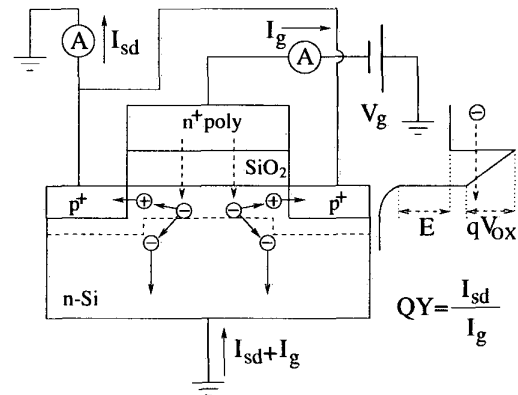 A
I_sd
I_g
A
V_g
n⁺poly
SiO₂
p⁺
+
+
p⁺
−
−
−
−
−
n-Si
E
qV_OX
QY = I_sd / I_g
I_sd+I_g